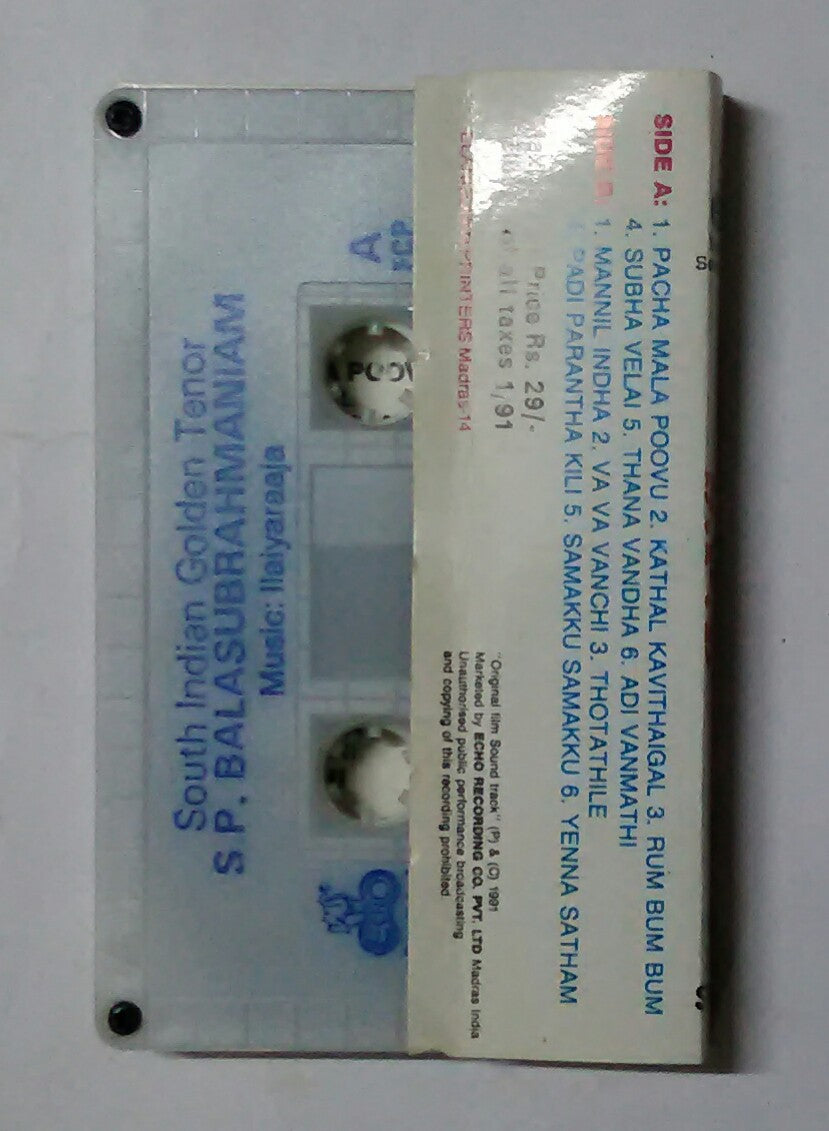 South Indian Golden Tenor
S.P. BALASUBRAHMANIAM
Music: Ilaiyaraaja
A
POOV
SIDE A: 1. PACHA MALA POOVU 2. KATHAL KAVITHAIGAL 3. RUM BUM BUM
4. SUBHA VELAI 5. THANA VANDHA 6. ADI VANMATHI
SIDE B: 1. MANNIL INDHA 2. VA VA VANCHI 3. THOTATHILE
PADI PARANTHA KILI 5. SAMAKKU SAMAKKU 6. YENNA SATHAM
Price Rs. 29/-
of all taxes 1/91
PRINTERS Madras-14
"Original film Sound track" (P) & (C) 1991
Marketed by ECHO RECORDING CO. PVT. LTD Madras India
Unauthorised public performance broadcasting
and copying of this recording prohibited